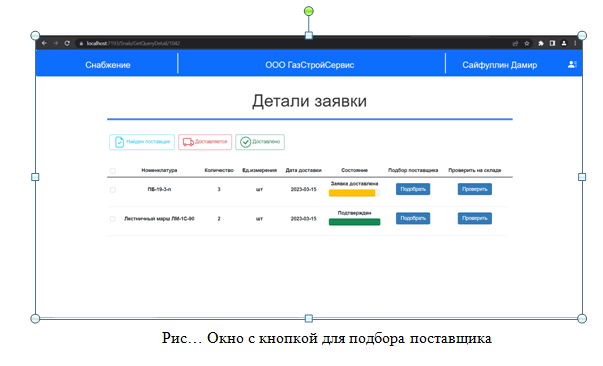 localhost:7193/Snab/GetQueryDetail/1042
Снабжение ООО ГазСтройСервис Сайфуллин Дамир
Детали заявки
Найден поставщик Доставляется Доставлено
Номенклатура Количество Ед.измерения Дата доставки Состояние Подбор поставщика Проверить на складе
ПБ-19-3-п 3 шт 2023-03-15 Заявка доставлена Подобрать Проверить
Лестничный марш ЛМ-1С-90 2 шт 2023-03-15 Подтвержден Подобрать Проверить
Рис… Окно с кнопкой для подбора поставщика